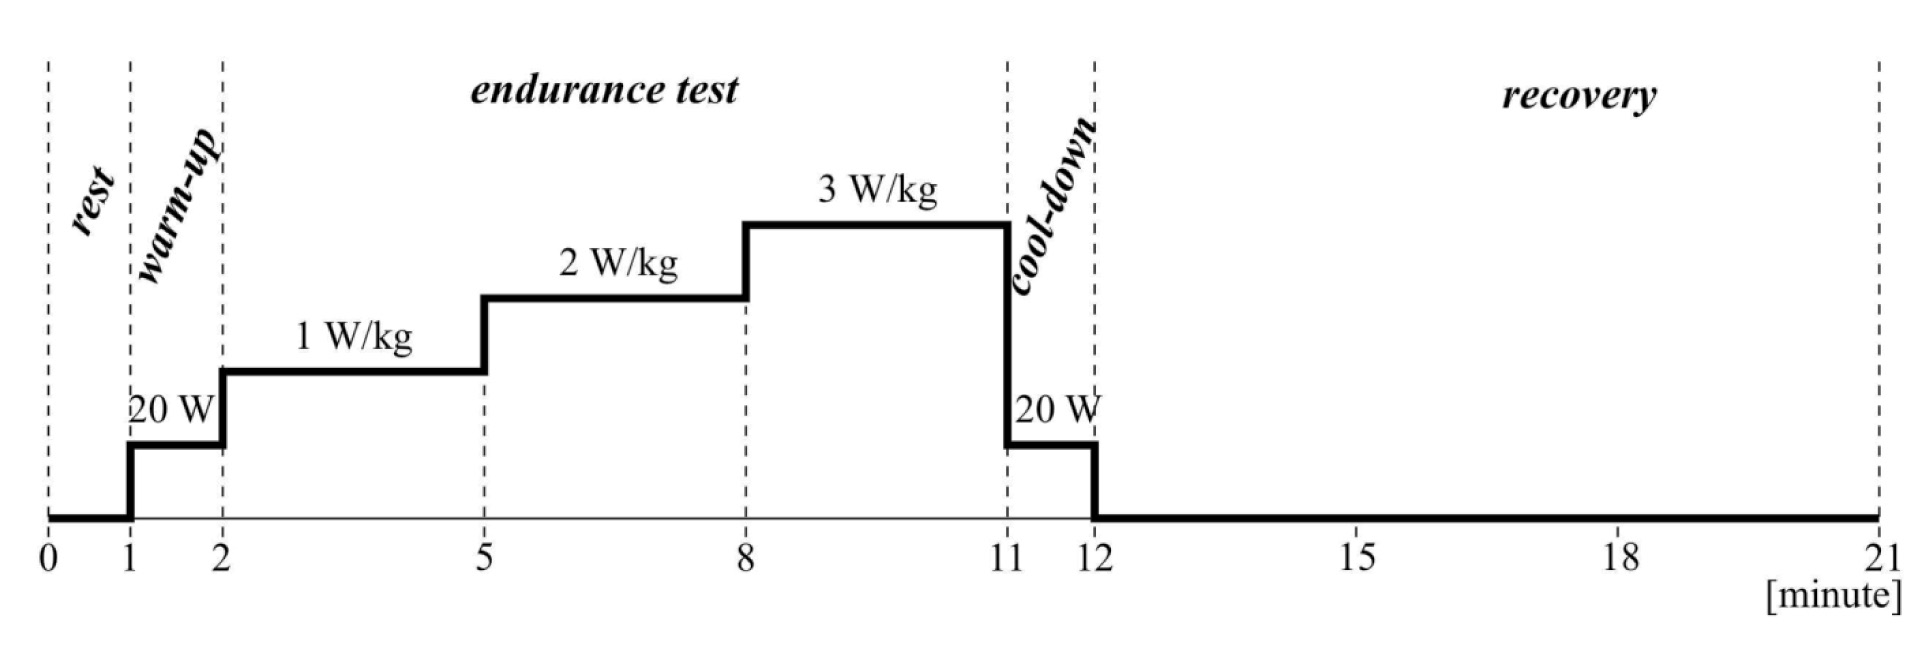 endurance test
recovery
rest
warm-up
cool-down
3 W/kg
2 W/kg
1 W/kg
20 W
20 W
0 1 2 5 8 11 12 15 18 21
[minute]